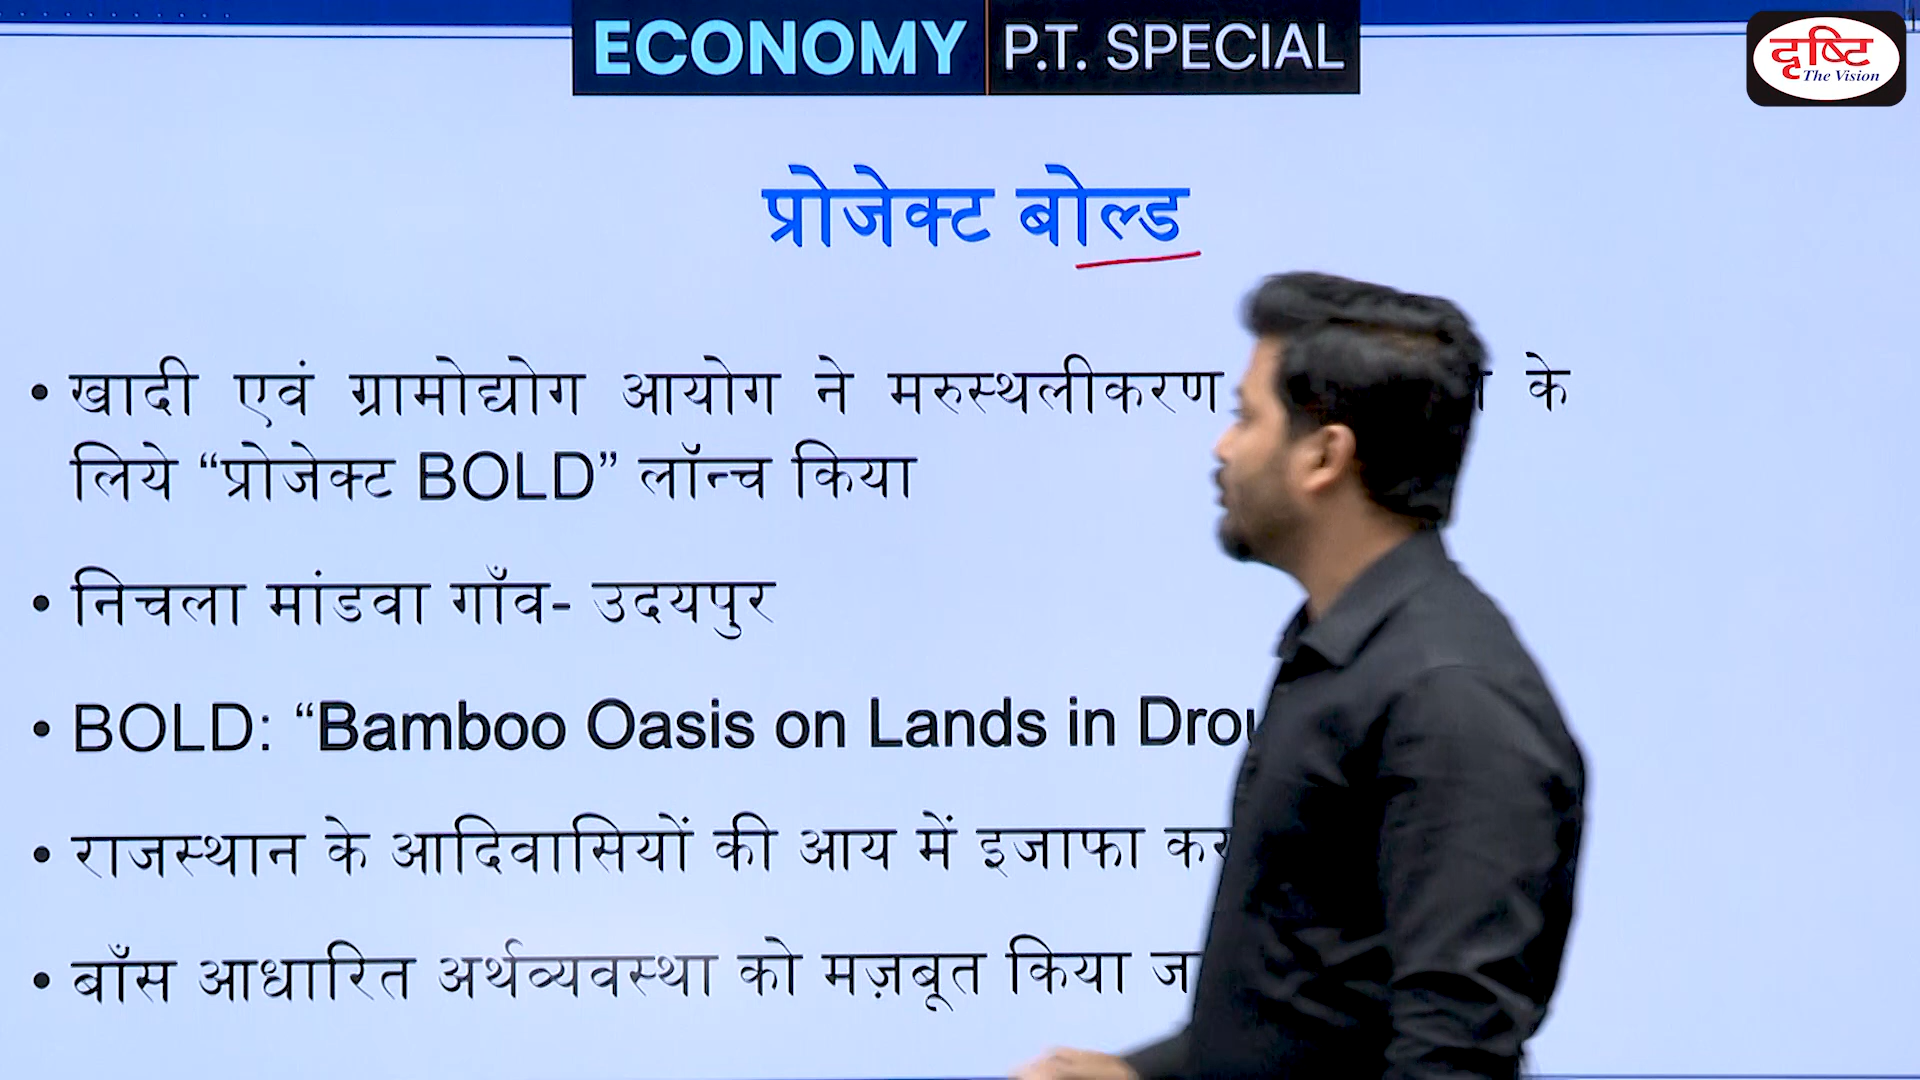 ECONOMY P.T. SPECIAL
दृष्टि
The Vision
प्रोजेक्ट बोल्ड
• खादी एवं ग्रामोद्योग आयोग ने मरुस्थलीकरण के
लिये “प्रोजेक्ट BOLD” लॉन्च किया
• निचला मांडवा गाँव- उदयपुर
• BOLD: “Bamboo Oasis on Lands in
• राजस्थान के आदिवासियों की आय में इजाफा
• बाँस आधारित अर्थव्यवस्था को मज़बूत किया